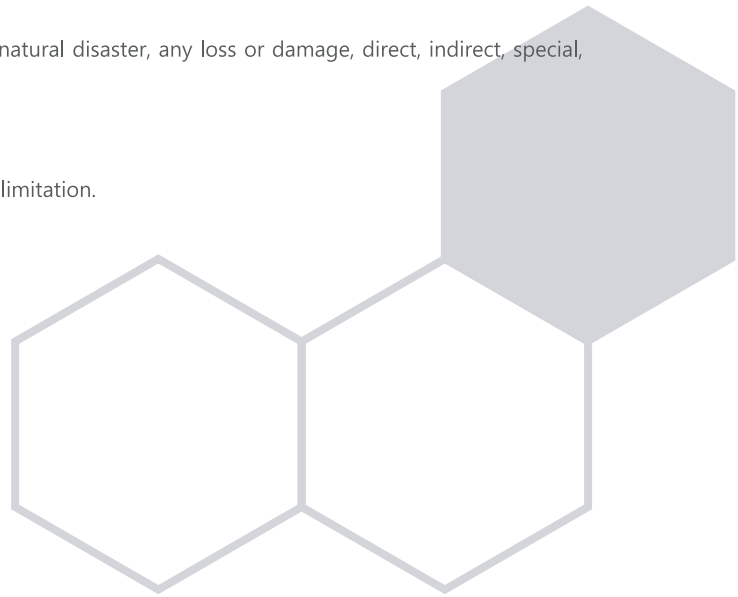 natural disaster, any loss or damage, direct, indirect, special,
limitation.